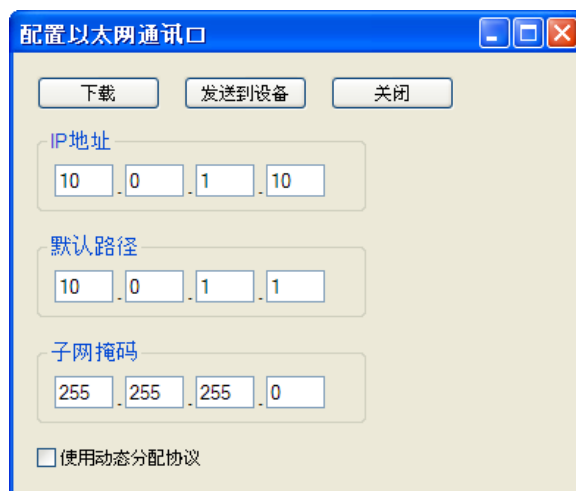 配置以太网通讯口
下载 发送到设备 关闭
IP地址
10 . 0 . 1 . 10
默认路径
10 . 0 . 1 . 1
子网掩码
255 . 255 . 255 . 0
使用动态分配协议